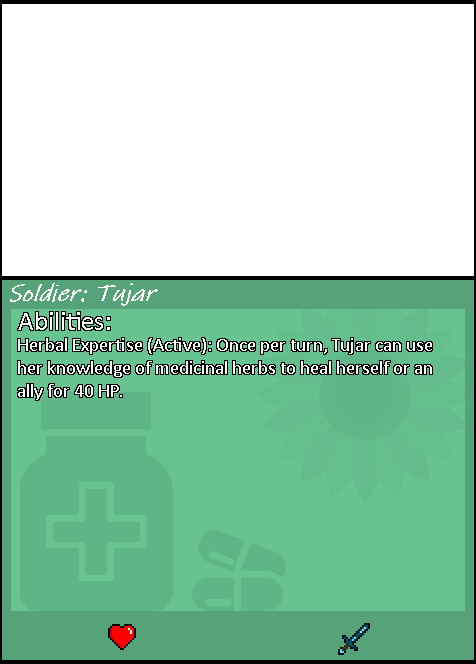 Soldier: Tujar
Abilities:
Herbal Expertise (Active): Once per turn, Tujar can use
her knowledge of medicinal herbs to heal herself or an
ally for 40 HP.